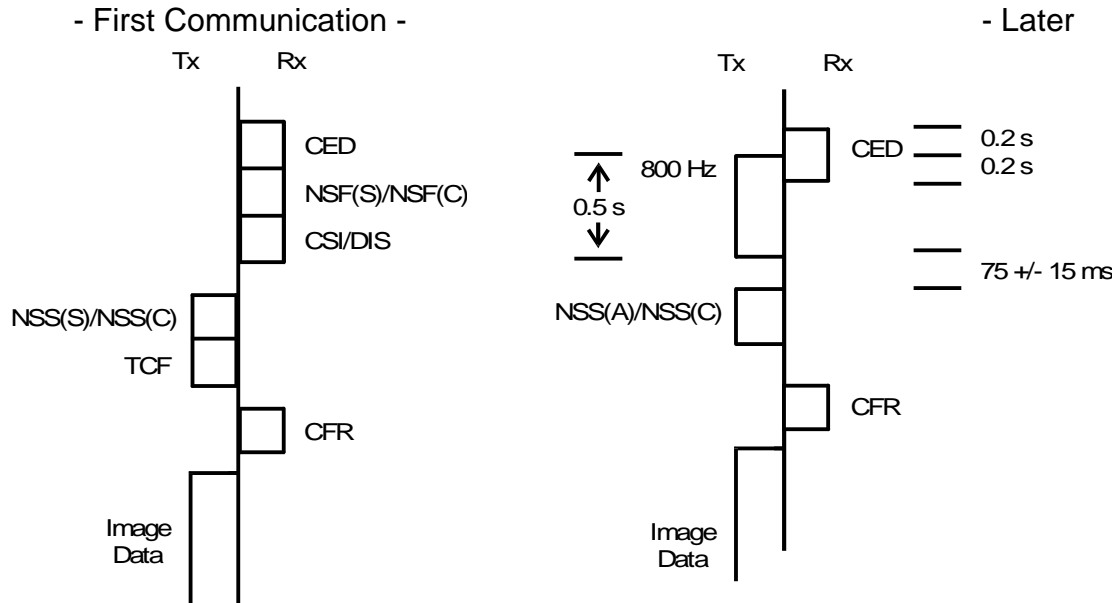 - First Communication -
Tx Rx
CED
NSF(S)/NSF(C)
CSI/DIS
NSS(S)/NSS(C)
TCF
CFR
Image
Data
- Later
Tx Rx
CED
800 Hz
0.5 s
0.2 s
0.2 s
75 +/- 15 ms
NSS(A)/NSS(C)
CFR
Image
Data